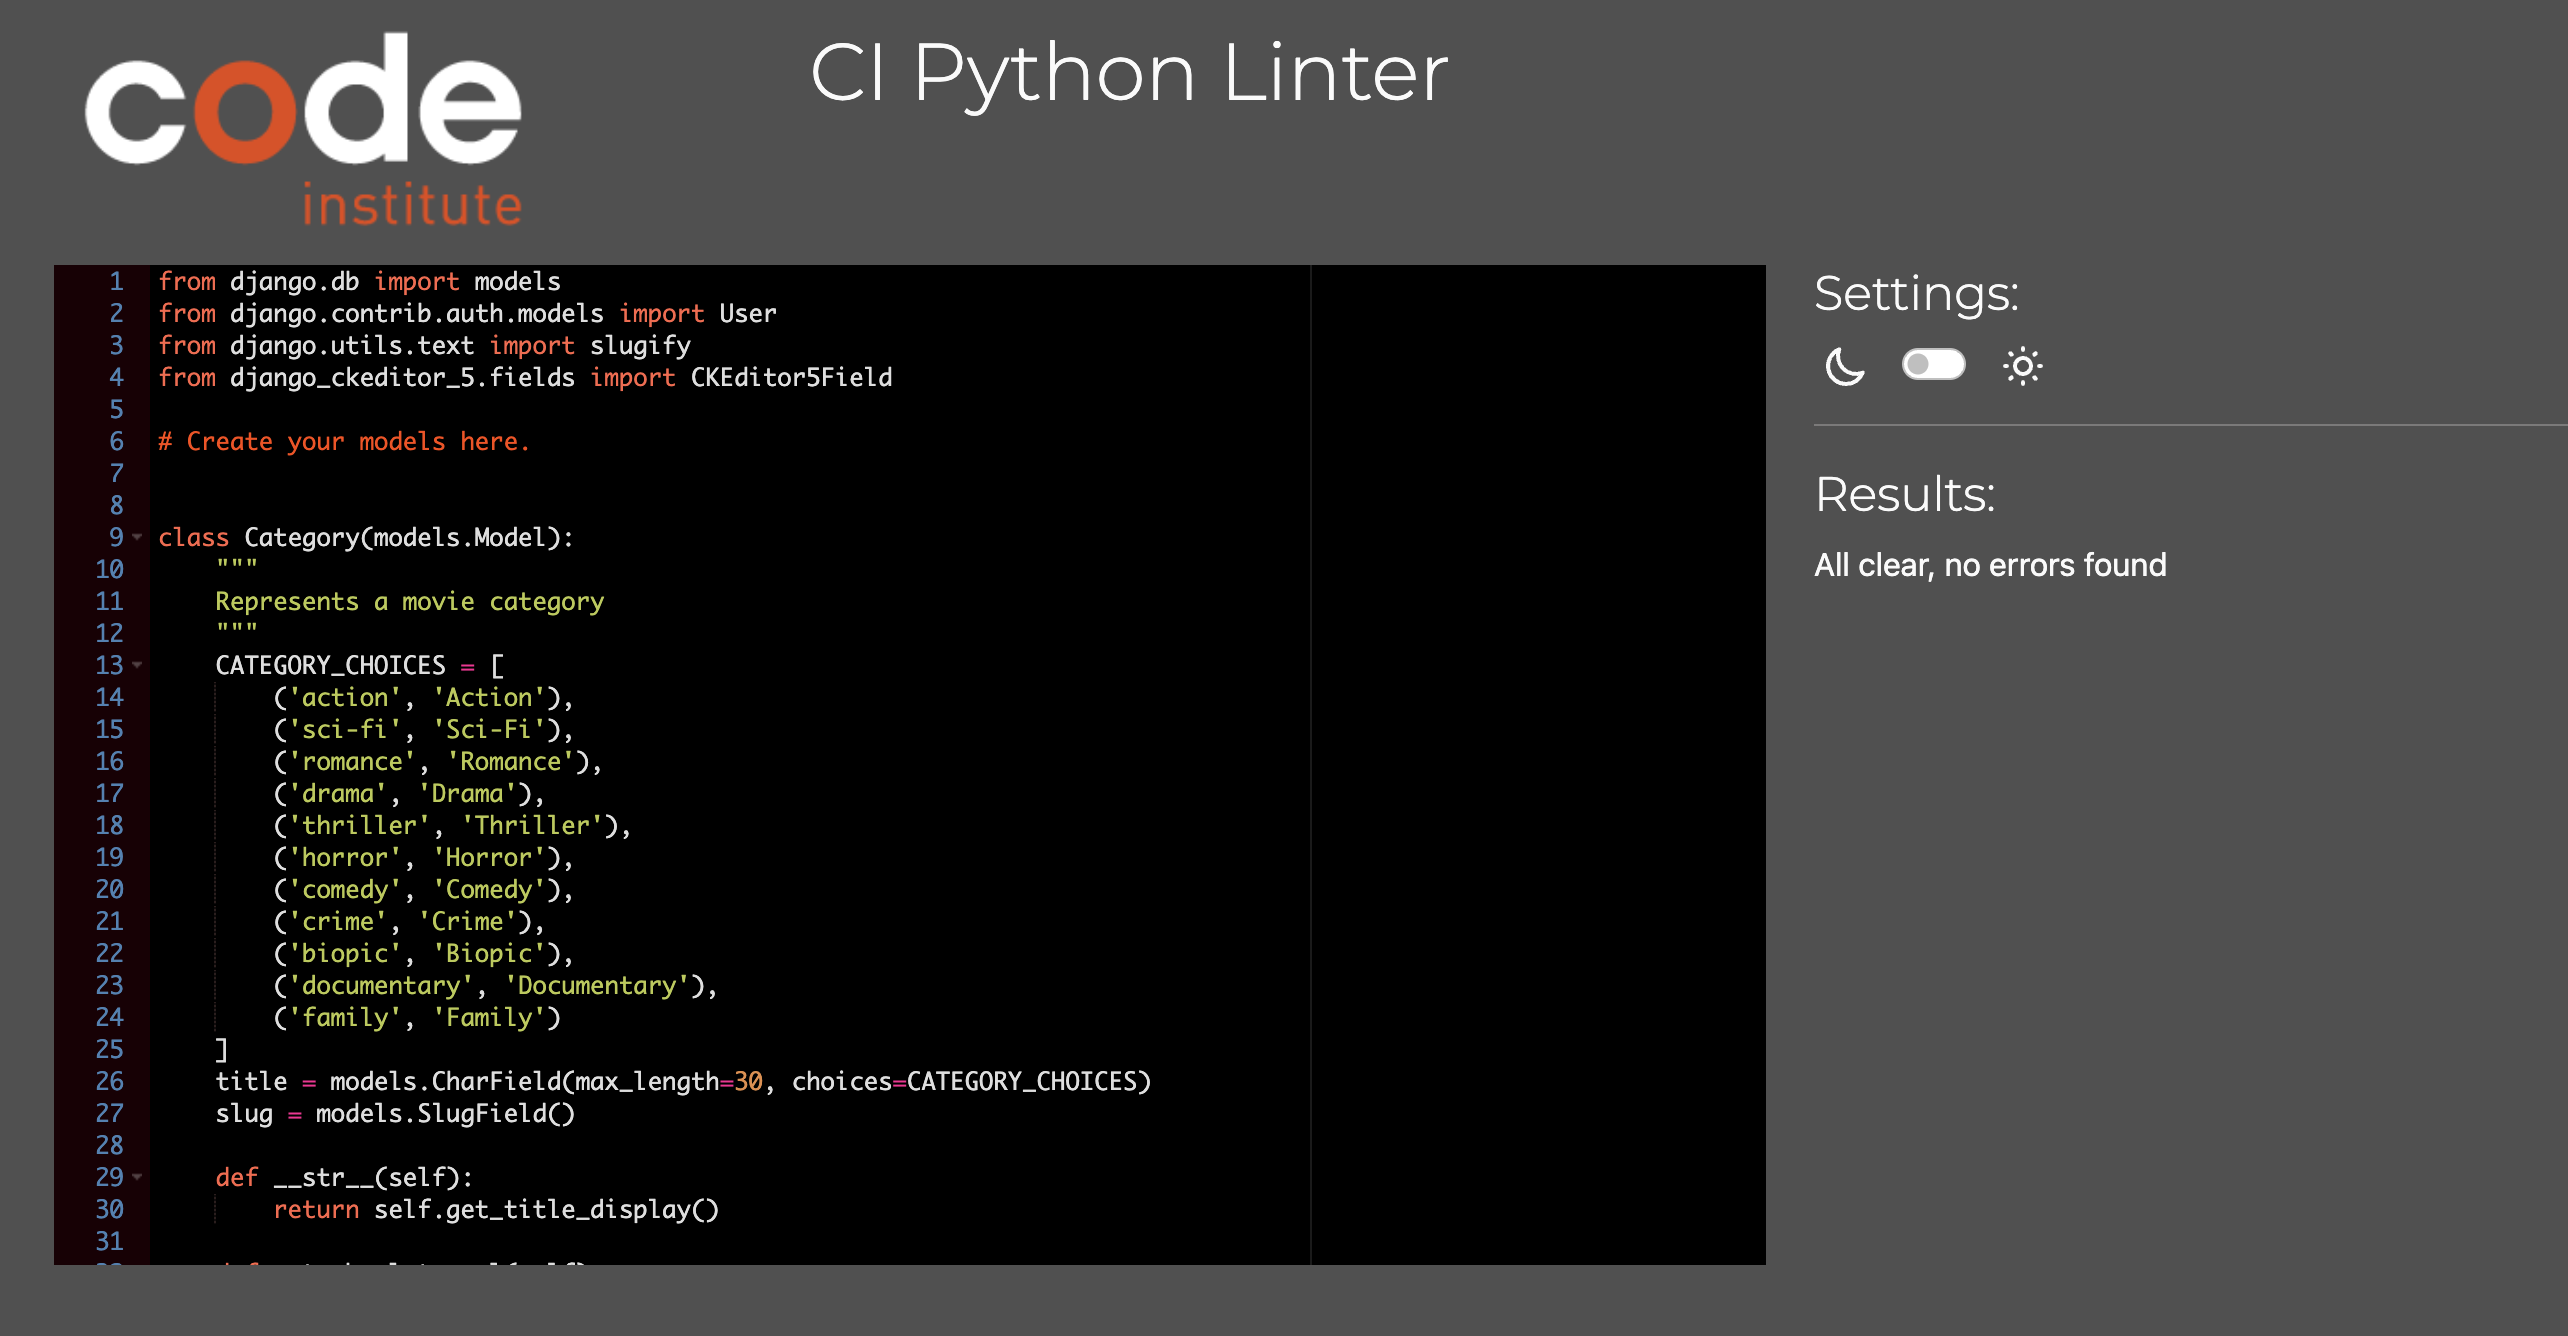 code
institute
CI Python Linter
1 from django.db import models
2 from django.contrib.auth.models import User
3 from django.utils.text import slugify
4 from django_ckeditor_5.fields import CKEditor5Field
5
6 # Create your models here.
7
8
9 class Category(models.Model):
10     """
11     Represents a movie category
12     """
13     CATEGORY_CHOICES = [
14         ('action', 'Action'),
15         ('sci-fi', 'Sci-Fi'),
16         ('romance', 'Romance'),
17         ('drama', 'Drama'),
18         ('thriller', 'Thriller'),
19         ('horror', 'Horror'),
20         ('comedy', 'Comedy'),
21         ('crime', 'Crime'),
22         ('biopic', 'Biopic'),
23         ('documentary', 'Documentary'),
24         ('family', 'Family')
25     ]
26     title = models.CharField(max_length=30, choices=CATEGORY_CHOICES)
27     slug = models.SlugField()
28
29     def __str__(self):
30         return self.get_title_display()
31
Settings:
Results:
All clear, no errors found